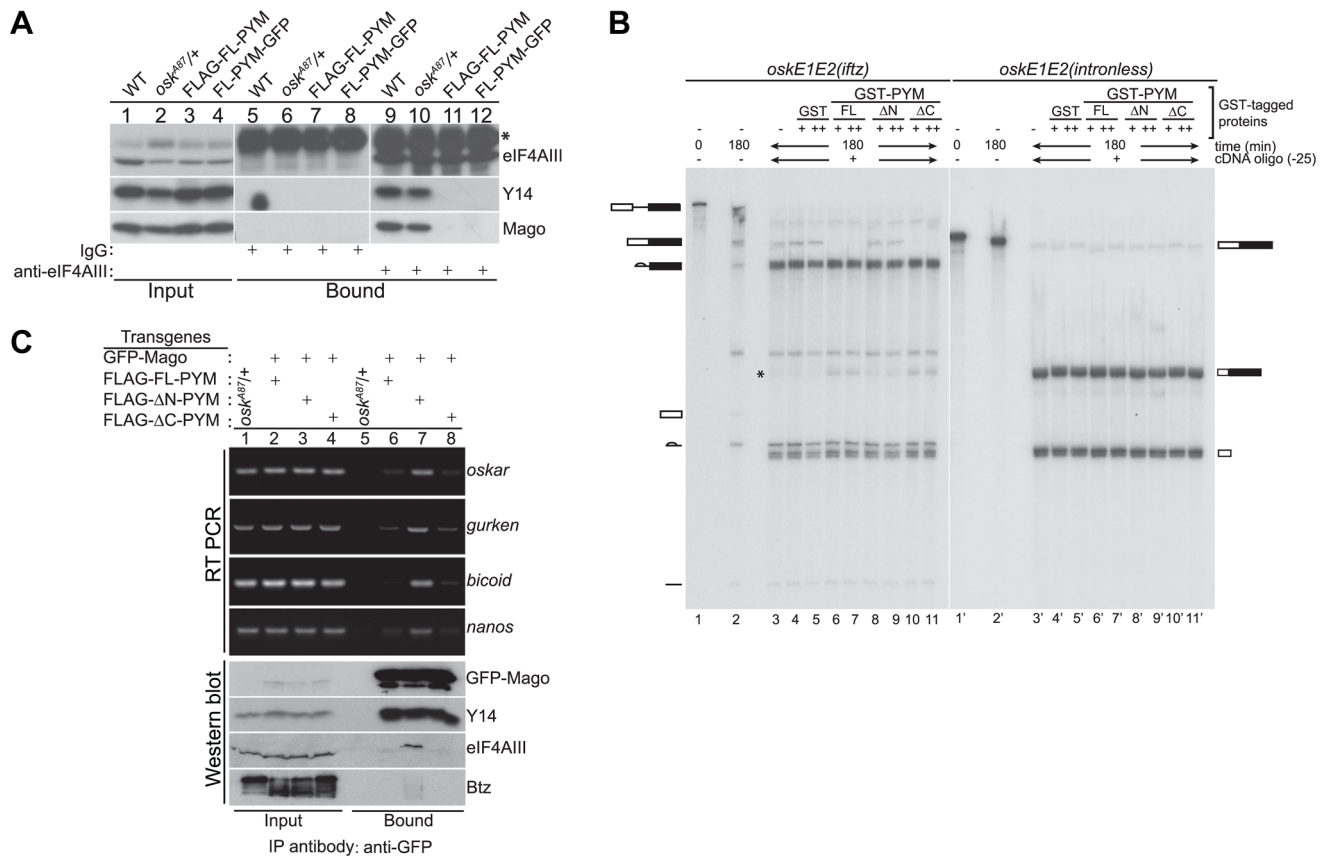 A
WT osk^A87/+ FLAG-FL-PYM FL-PYM-GFP WT osk^A87/+ FLAG-FL-PYM FL-PYM-GFP WT osk^A87/+ FLAG-FL-PYM FL-PYM-GFP
1 2 3 4 5 6 7 8 9 10 11 12
*
eIF4AIII
Y14
Mago
IgG: + + + +
anti-eIF4AIII: + + + +
Input Bound
B
oskE1E2(iftz) oskE1E2(intronless)
GST-PYM GST-PYM
GST FL ΔN ΔC GST FL ΔN ΔC GST-tagged
- - - + ++ + ++ + ++ + ++ - - - + ++ + ++ + ++ + ++ proteins
0 180 180 0 180 180 time (min)
- - + - - + cDNA oligo (-25)
*
1 2 3 4 5 6 7 8 9 10 11 1' 2' 3' 4' 5' 6' 7' 8' 9' 10' 11'
C
Transgenes
GFP-Mago : + + + + + +
FLAG-FL-PYM : osk^A87/+ + osk^A87/+ +
FLAG-ΔN-PYM : + +
FLAG-ΔC-PYM : + +
1 2 3 4 5 6 7 8
RT PCR
oskar
gurken
bicoid
nanos
Western blot
GFP-Mago
Y14
eIF4AIII
Btz
Input Bound
IP antibody: anti-GFP